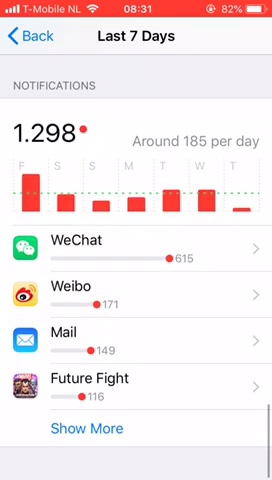 T-Mobile NL 08:31 82%
Back Last 7 Days
NOTIFICATIONS
1.298 Around 185 per day
F S S M T W T
WeChat
615
Weibo
171
Mail
149
Future Fight
116
Show More